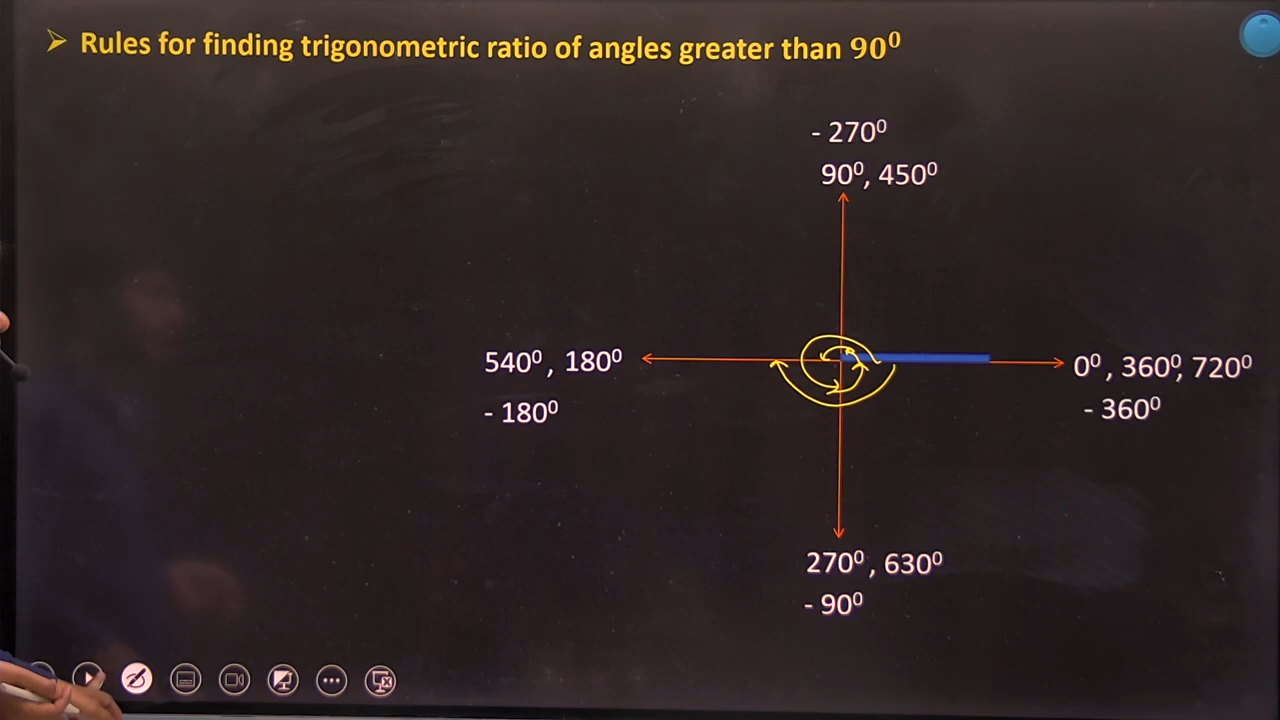 ➢ Rules for finding trigonometric ratio of angles greater than 90⁰
- 270⁰
90⁰, 450⁰
540⁰ , 180⁰
- 180⁰
0⁰ , 360⁰, 720⁰
- 360⁰
270⁰ , 630⁰
- 90⁰